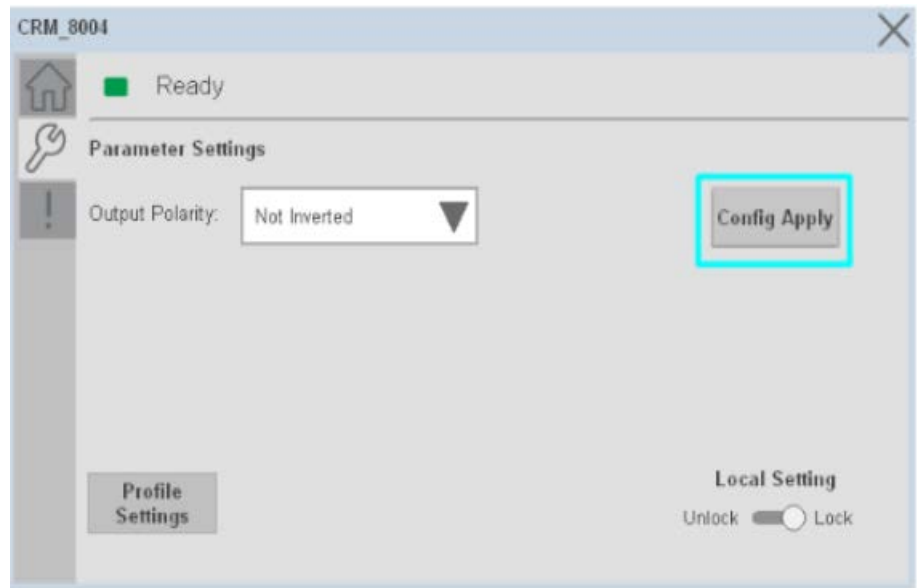 CRM_8004
Ready
Parameter Settings
Output Polarity: Not Inverted
Config Apply
Profile
Settings
Local Setting
Unlock Lock